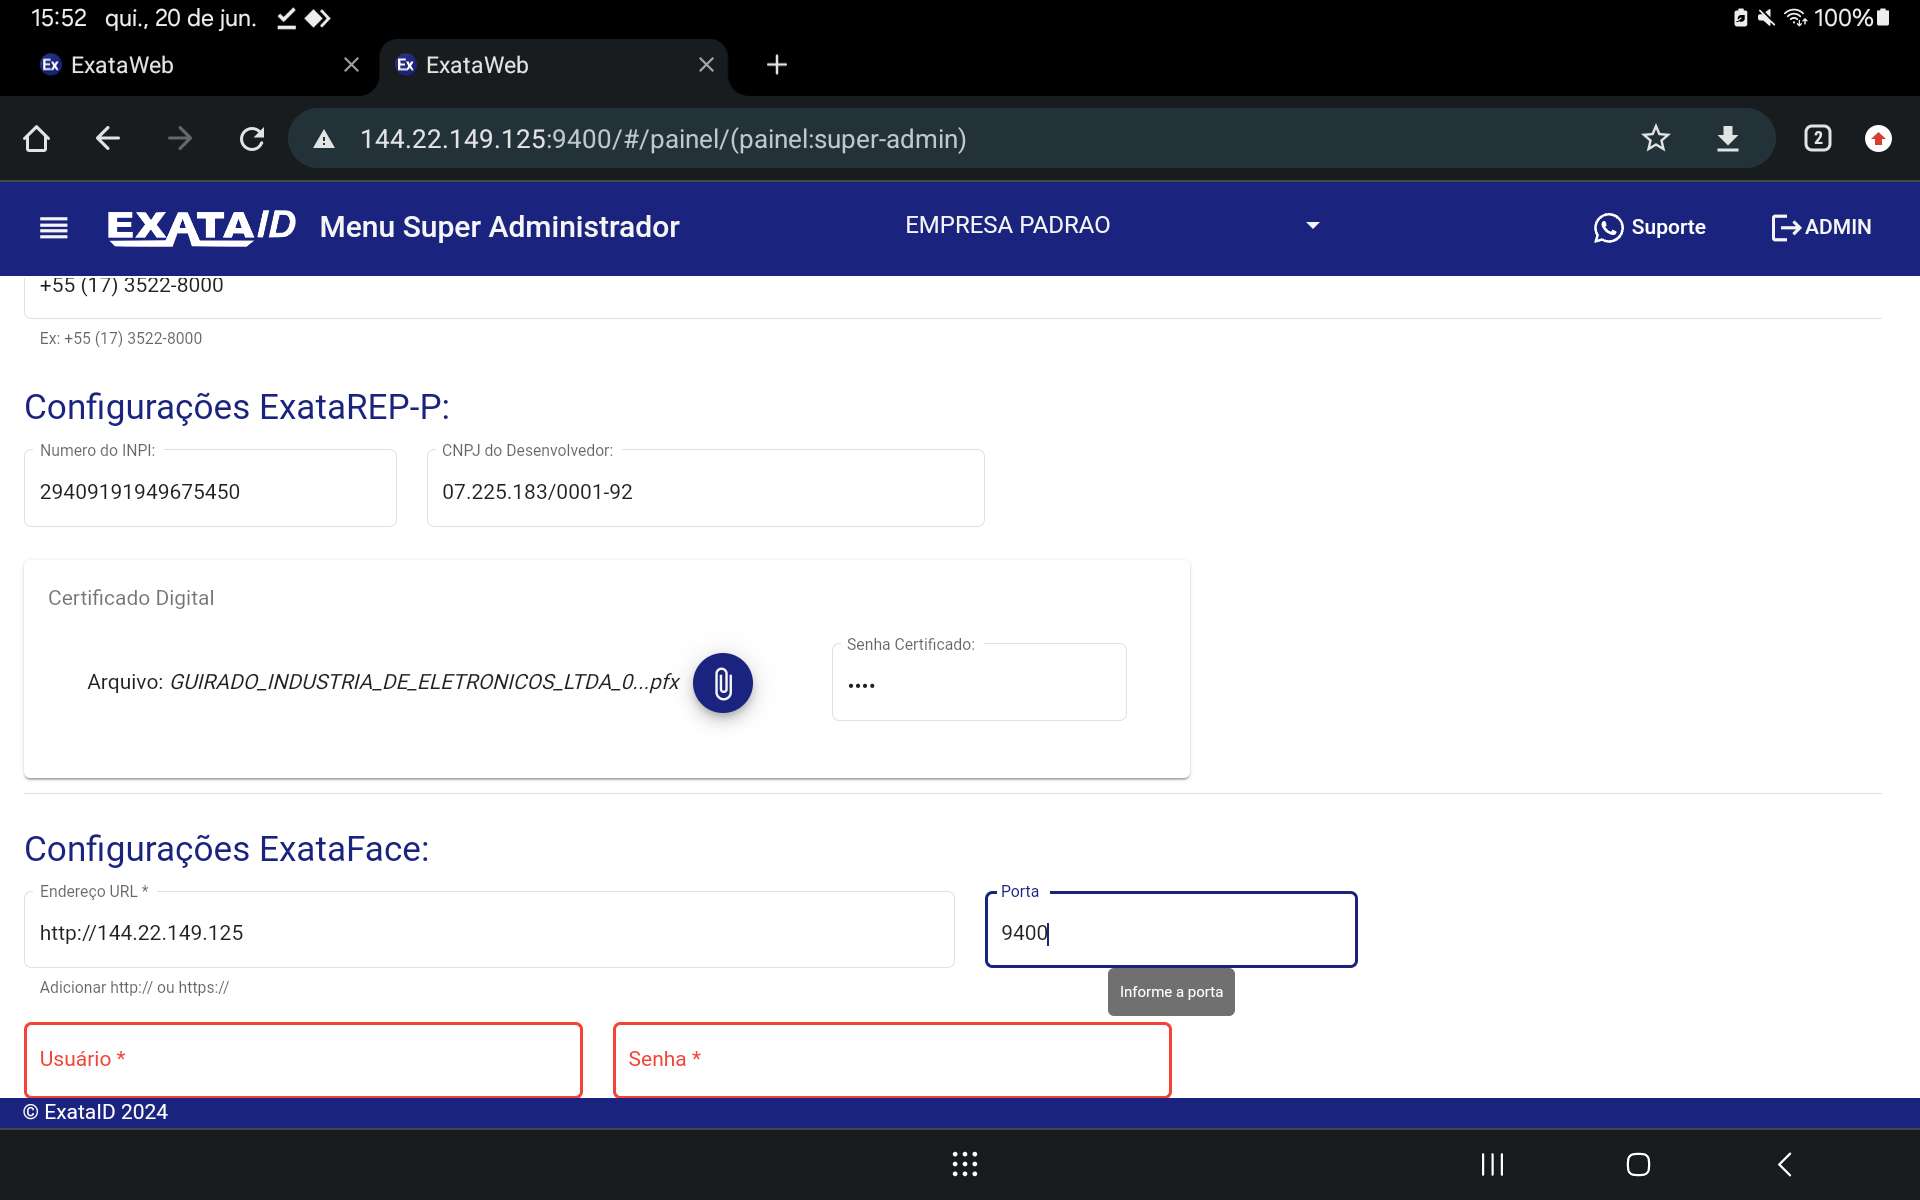 15:52 qui., 20 de jun. 100%
Ex ExataWeb Ex ExataWeb
144.22.149.125:9400/#/painel/(painel:super-admin) 2
EXATAID Menu Super Administrador EMPRESA PADRAO Suporte ADMIN
+55 (17) 3522-8000
Ex: +55 (17) 3522-8000
Configurações ExataREP-P:
Numero do INPI: CNPJ do Desenvolvedor:
29409191949675450 07.225.183/0001-92
Certificado Digital
Senha Certificado:
Arquivo: GUIRADO_INDUSTRIA_DE_ELETRONICOS_LTDA_0...pfx ••••
Configurações ExataFace:
Endereço URL * Porta
http://144.22.149.125 9400
Adicionar http:// ou https:// Informe a porta
Usuário * Senha *
© ExataID 2024